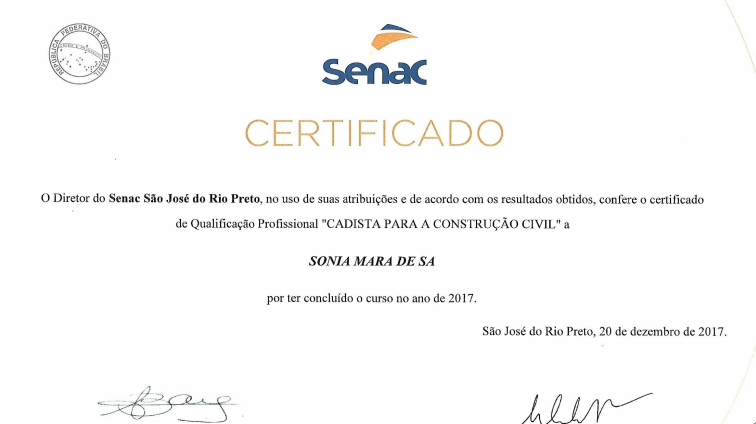 REPÚBLICA FEDERATIVA DO BRASIL
Senac
CERTIFICADO
O Diretor do Senac São José do Rio Preto, no uso de suas atribuições e de acordo com os resultados obtidos, confere o certificado
de Qualificação Profissional "CADISTA PARA A CONSTRUÇÃO CIVIL" a
SONIA MARA DE SA
por ter concluído o curso no ano de 2017.
São José do Rio Preto, 20 de dezembro de 2017.